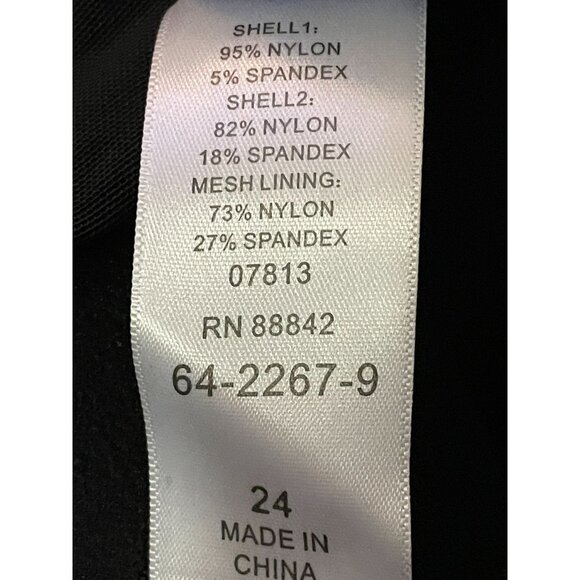 SHELL1:
95% NYLON
5% SPANDEX
SHELL2:
82% NYLON
18% SPANDEX
MESH LINING:
73% NYLON
27% SPANDEX
07813
RN 88842
64-2267-9
24
MADE IN
CHINA